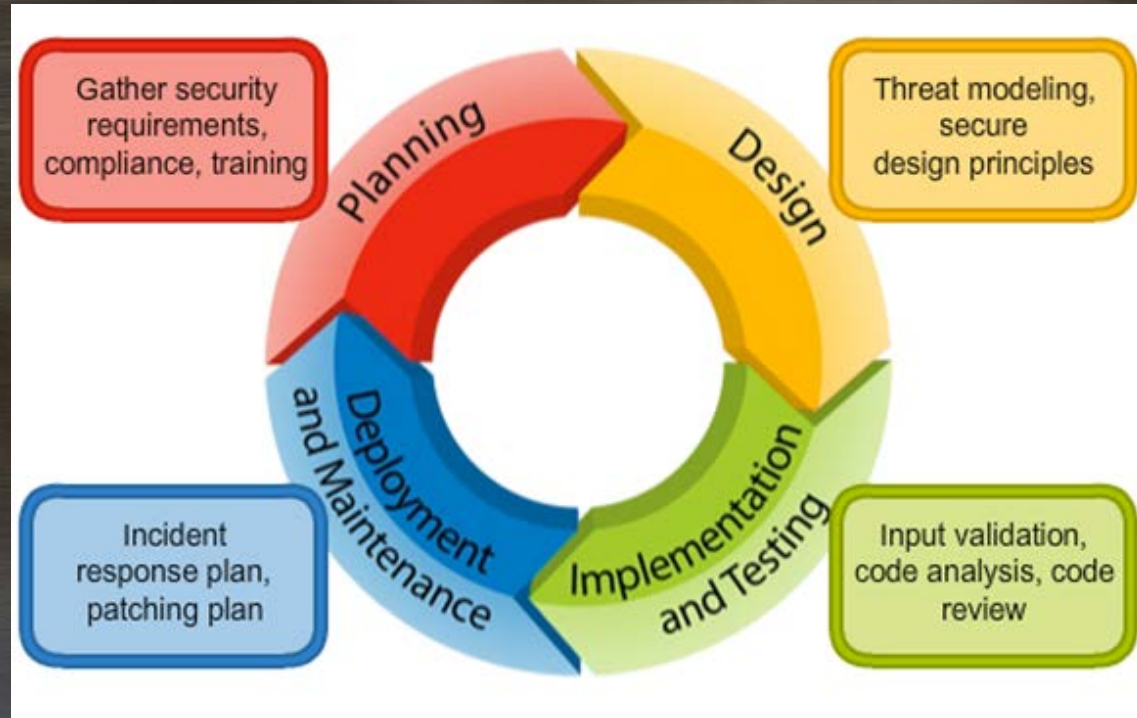 Gather security
requirements,
compliance, training
Planning
Threat modeling,
secure
design principles
Design
Deployment
and Maintenance
Incident
response plan,
patching plan
Implementation
and Testing
Input validation,
code analysis, code
review